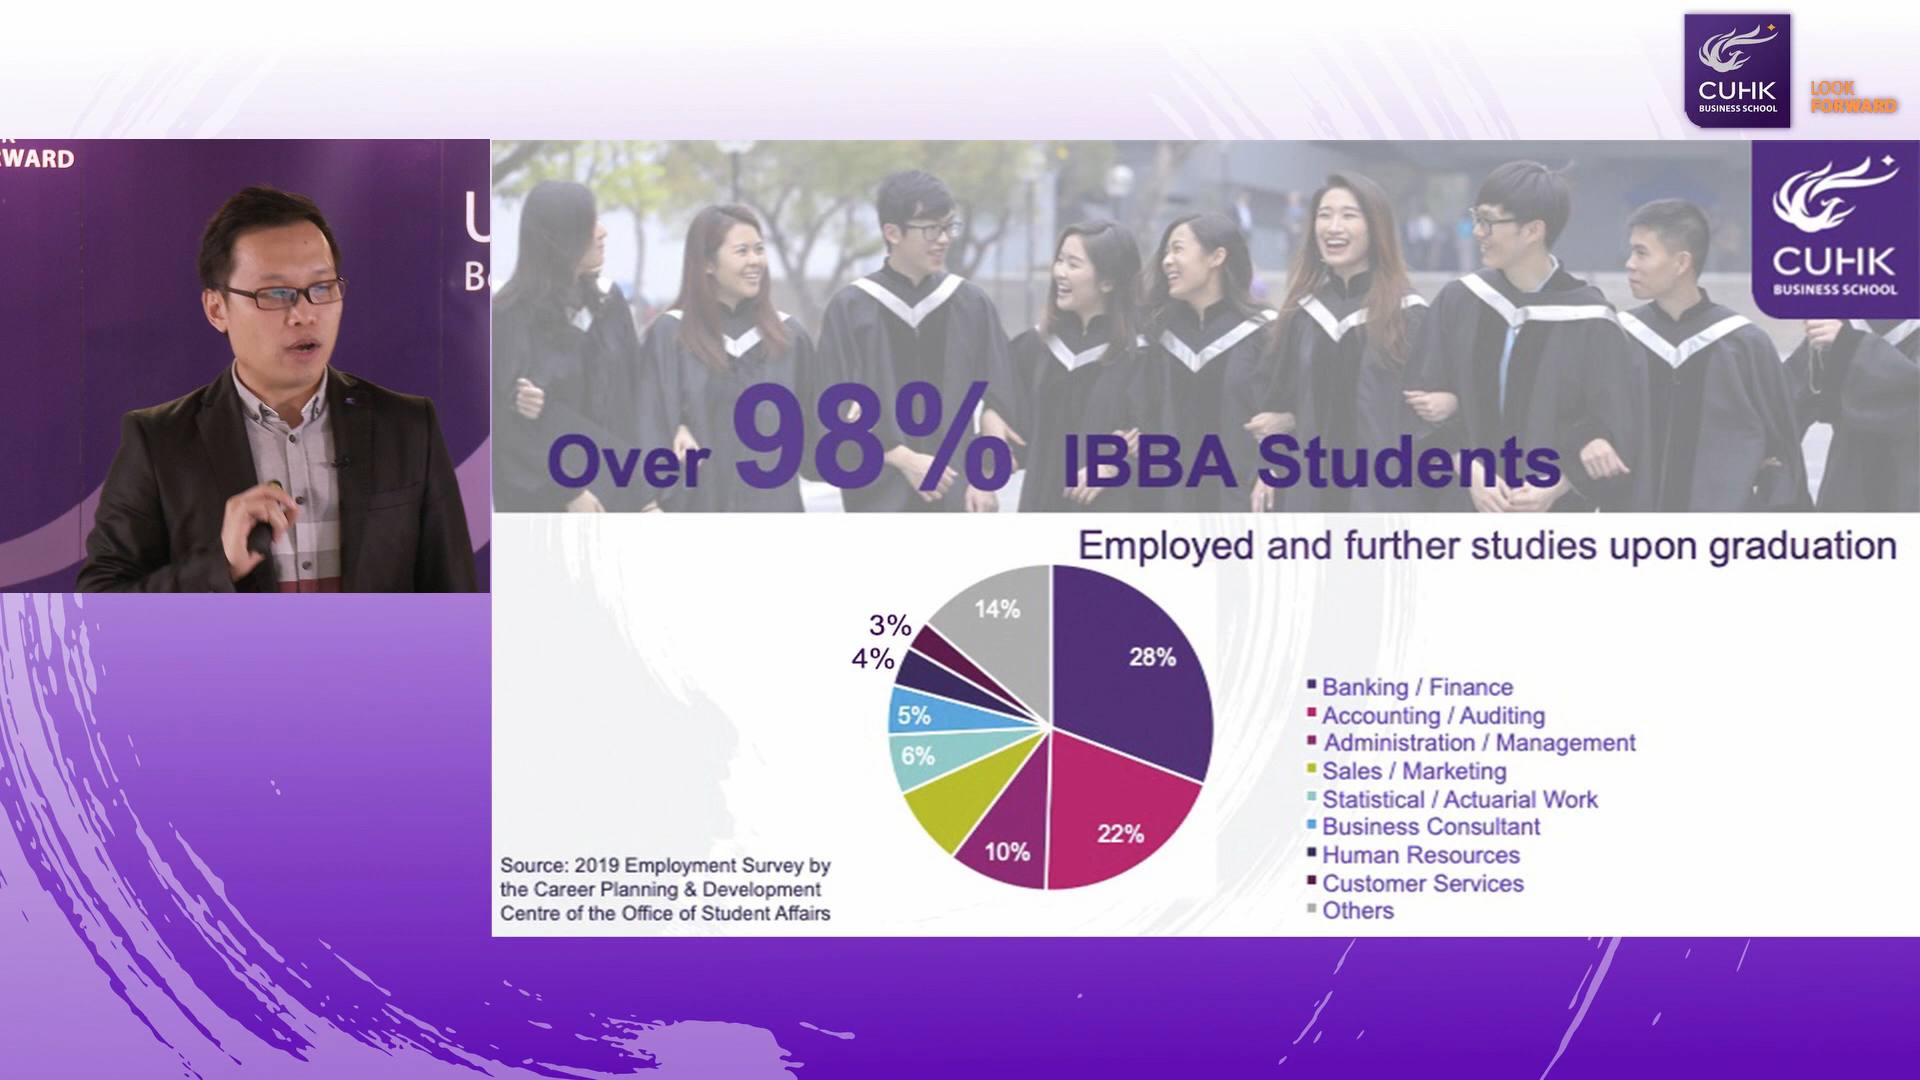 CUHK
BUSINESS SCHOOL
LOOK
FORWARD
WARD
U
B
CUHK
BUSINESS SCHOOL
Over 98% IBBA Students
Employed and further studies upon graduation
14%
3%
4%
28%
5%
6%
10%
22%
Banking / Finance
Accounting / Auditing
Administration / Management
Sales / Marketing
Statistical / Actuarial Work
Business Consultant
Human Resources
Customer Services
Others
Source: 2019 Employment Survey by
the Career Planning & Development
Centre of the Office of Student Affairs